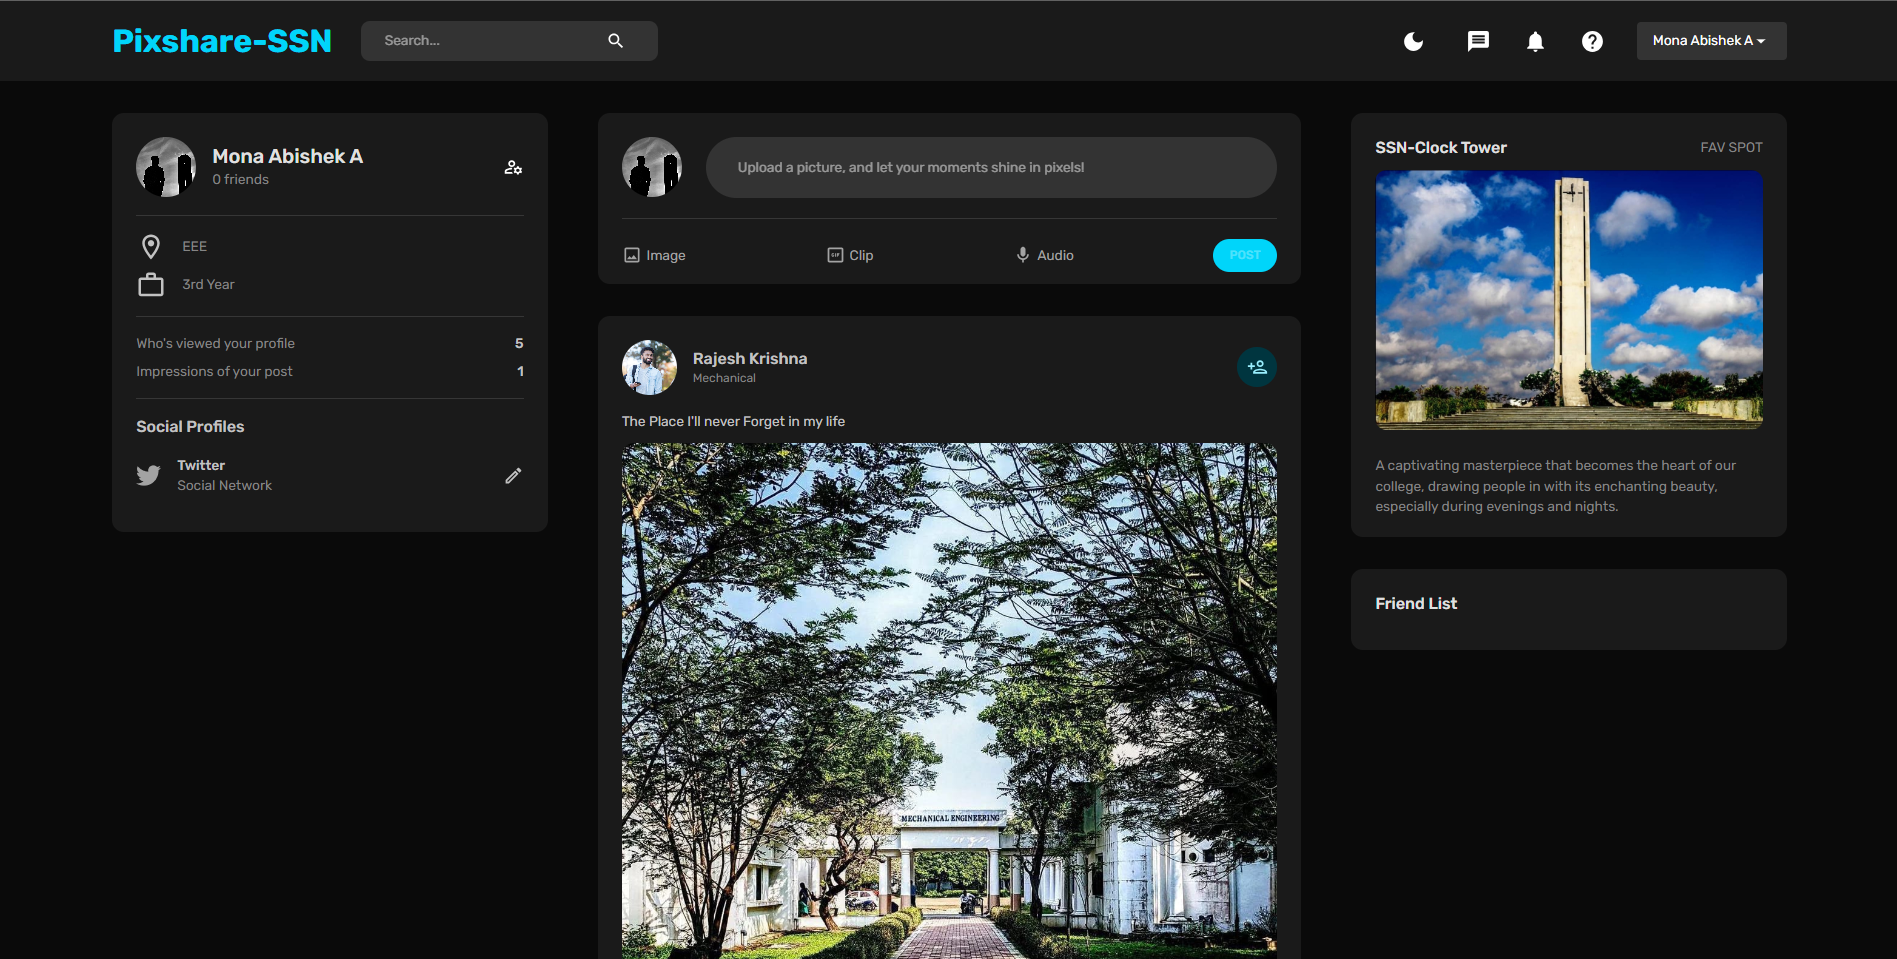 Pixshare-SSN
Search...
Mona Abishek A
Mona Abishek A
0 friends
EEE
3rd Year
Who's viewed your profile 5
Impressions of your post 1
Social Profiles
Twitter
Social Network
Upload a picture, and let your moments shine in pixels!
Image
GIF
Clip
Audio
POST
Rajesh Krishna
Mechanical
The Place I'll never Forget in my life
MECHANICAL ENGINEERING
SSN-Clock Tower
FAV SPOT
A captivating masterpiece that becomes the heart of our
college, drawing people in with its enchanting beauty,
especially during evenings and nights.
Friend List